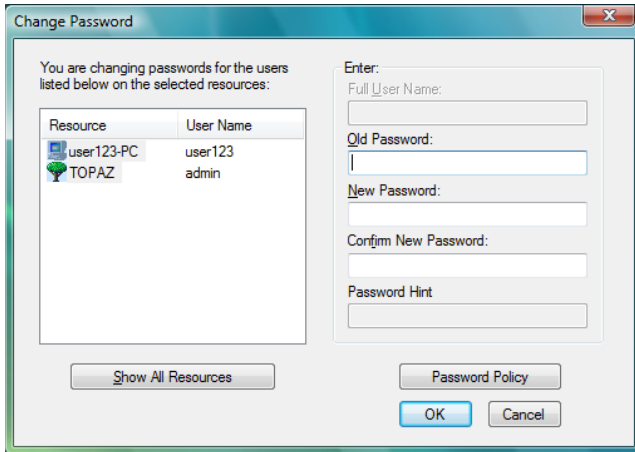 Change Password
You are changing passwords for the users
listed below on the selected resources:
Resource User Name
user123-PC user123
TOPAZ admin
Show All Resources
Enter:
Full User Name:
Old Password:
New Password:
Confirm New Password:
Password Hint
Password Policy
OK Cancel